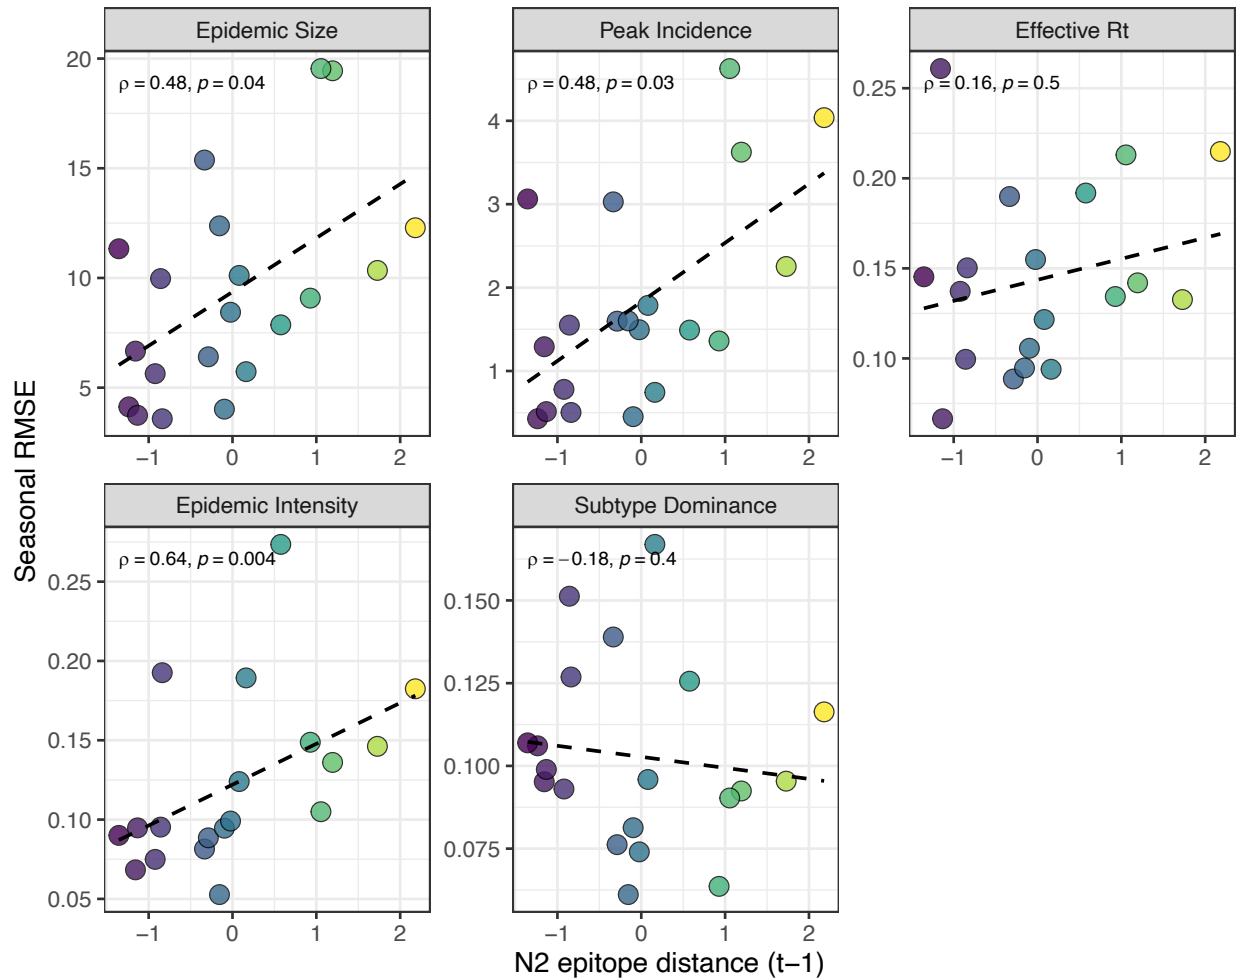 Epidemic Size
Peak Incidence
Effective Rt
ρ = 0.48, p = 0.04
ρ = 0.48, p = 0.03
ρ = 0.16, p = 0.5
20
15
10
5
4
3
2
1
0.25
0.20
0.15
0.10
−1 0 1 2
−1 0 1 2
−1 0 1 2
Seasonal RMSE
Epidemic Intensity
Subtype Dominance
ρ = 0.64, p = 0.004
ρ = −0.18, p = 0.4
0.25
0.20
0.15
0.10
0.05
0.150
0.125
0.100
0.075
−1 0 1 2
−1 0 1 2
N2 epitope distance (t−1)